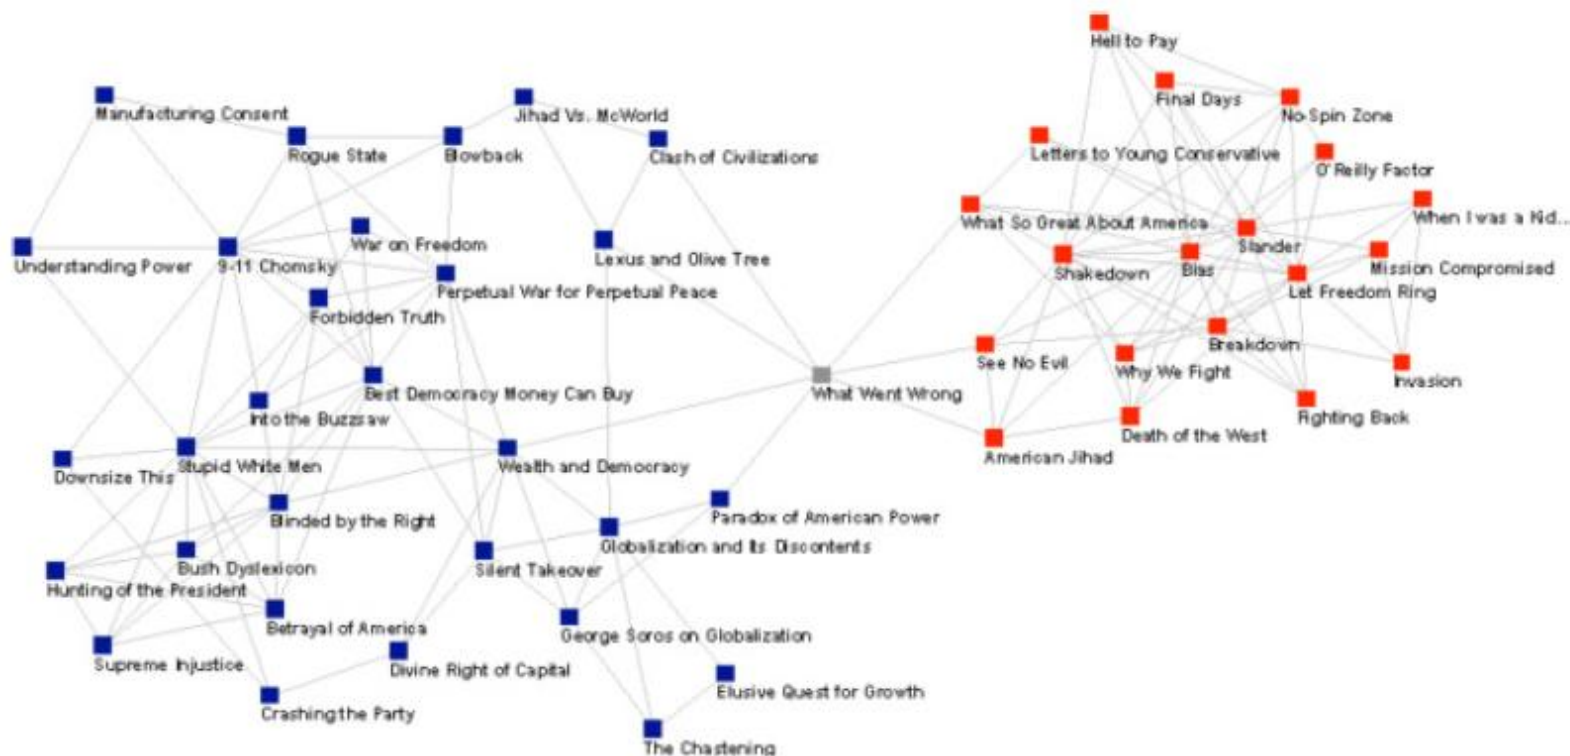 Hell to Pay
Final Days
No Spin Zone
Manufacturing Consent
Jihad Vs. McWorld
Rogue State
Blowback
Clash of Civilizations
Letters to Young Conservative
O'Reilly Factor
What So Great About America
When I was a Kid...
Understanding Power
9-11 Chomsky
War on Freedom
Lexus and Olive Tree
Slander
Shakedown
Bias
Mission Compromised
Perpetual War for Perpetual Peace
Let Freedom Ring
Forbidden Truth
Breakdown
See No Evil
Why We Fight
Invasion
Best Democracy Money Can Buy
What Went Wrong
Into the Buzzsaw
Fighting Back
Death of the West
American Jihad
Downsize This
Stupid White Men
Wealth and Democracy
Blinded by the Right
Paradox of American Power
Globalization and Its Discontents
Bush Dyslexicon
Silent Takeover
Hunting of the President
Betrayal of America
George Soros on Globalization
Supreme Injustice
Divine Right of Capital
Elusive Quest for Growth
Crashing the Party
The Chastening